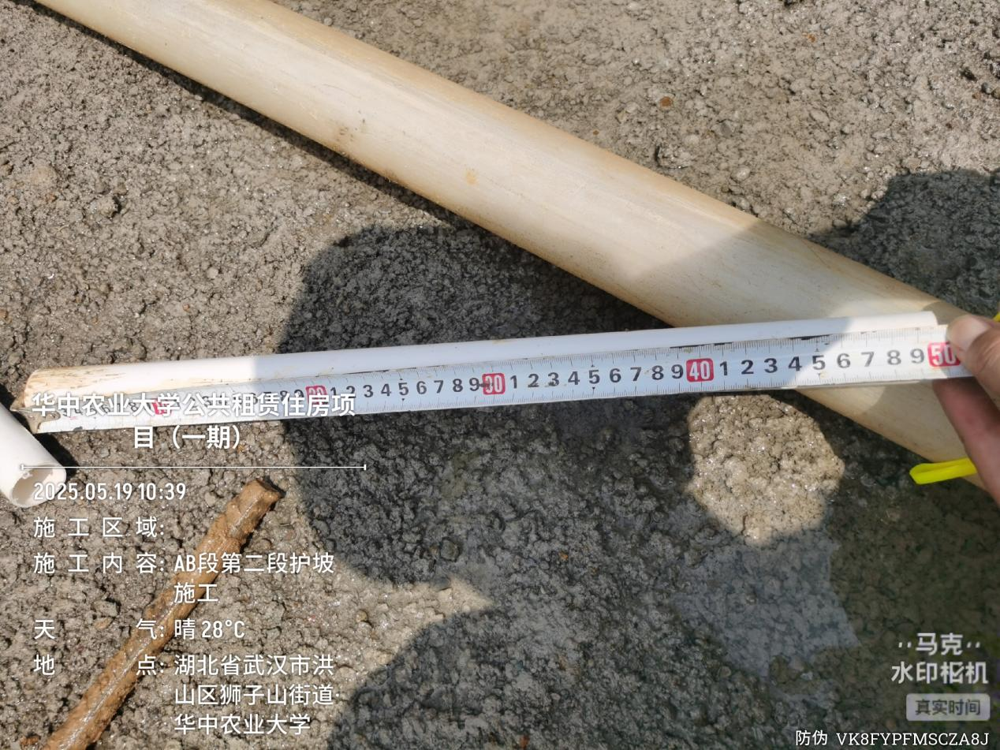 20 1 2 3 4 5 6 7 8 9 30 1 2 3 4 5 6 7 8 9 40 1 2 3 4 5 6 7 8 9 50
华中农业大学公共租赁住房项
目（一期）
2025.05.19 10:39
施工区域:
施工内容: AB段第二段护坡
施工
天气: 晴 28°C
地点: 湖北省武汉市洪
山区狮子山街道·
华中农业大学
马克
水印相机
真实时间
防伪 VK8FYPFMSCZA8J